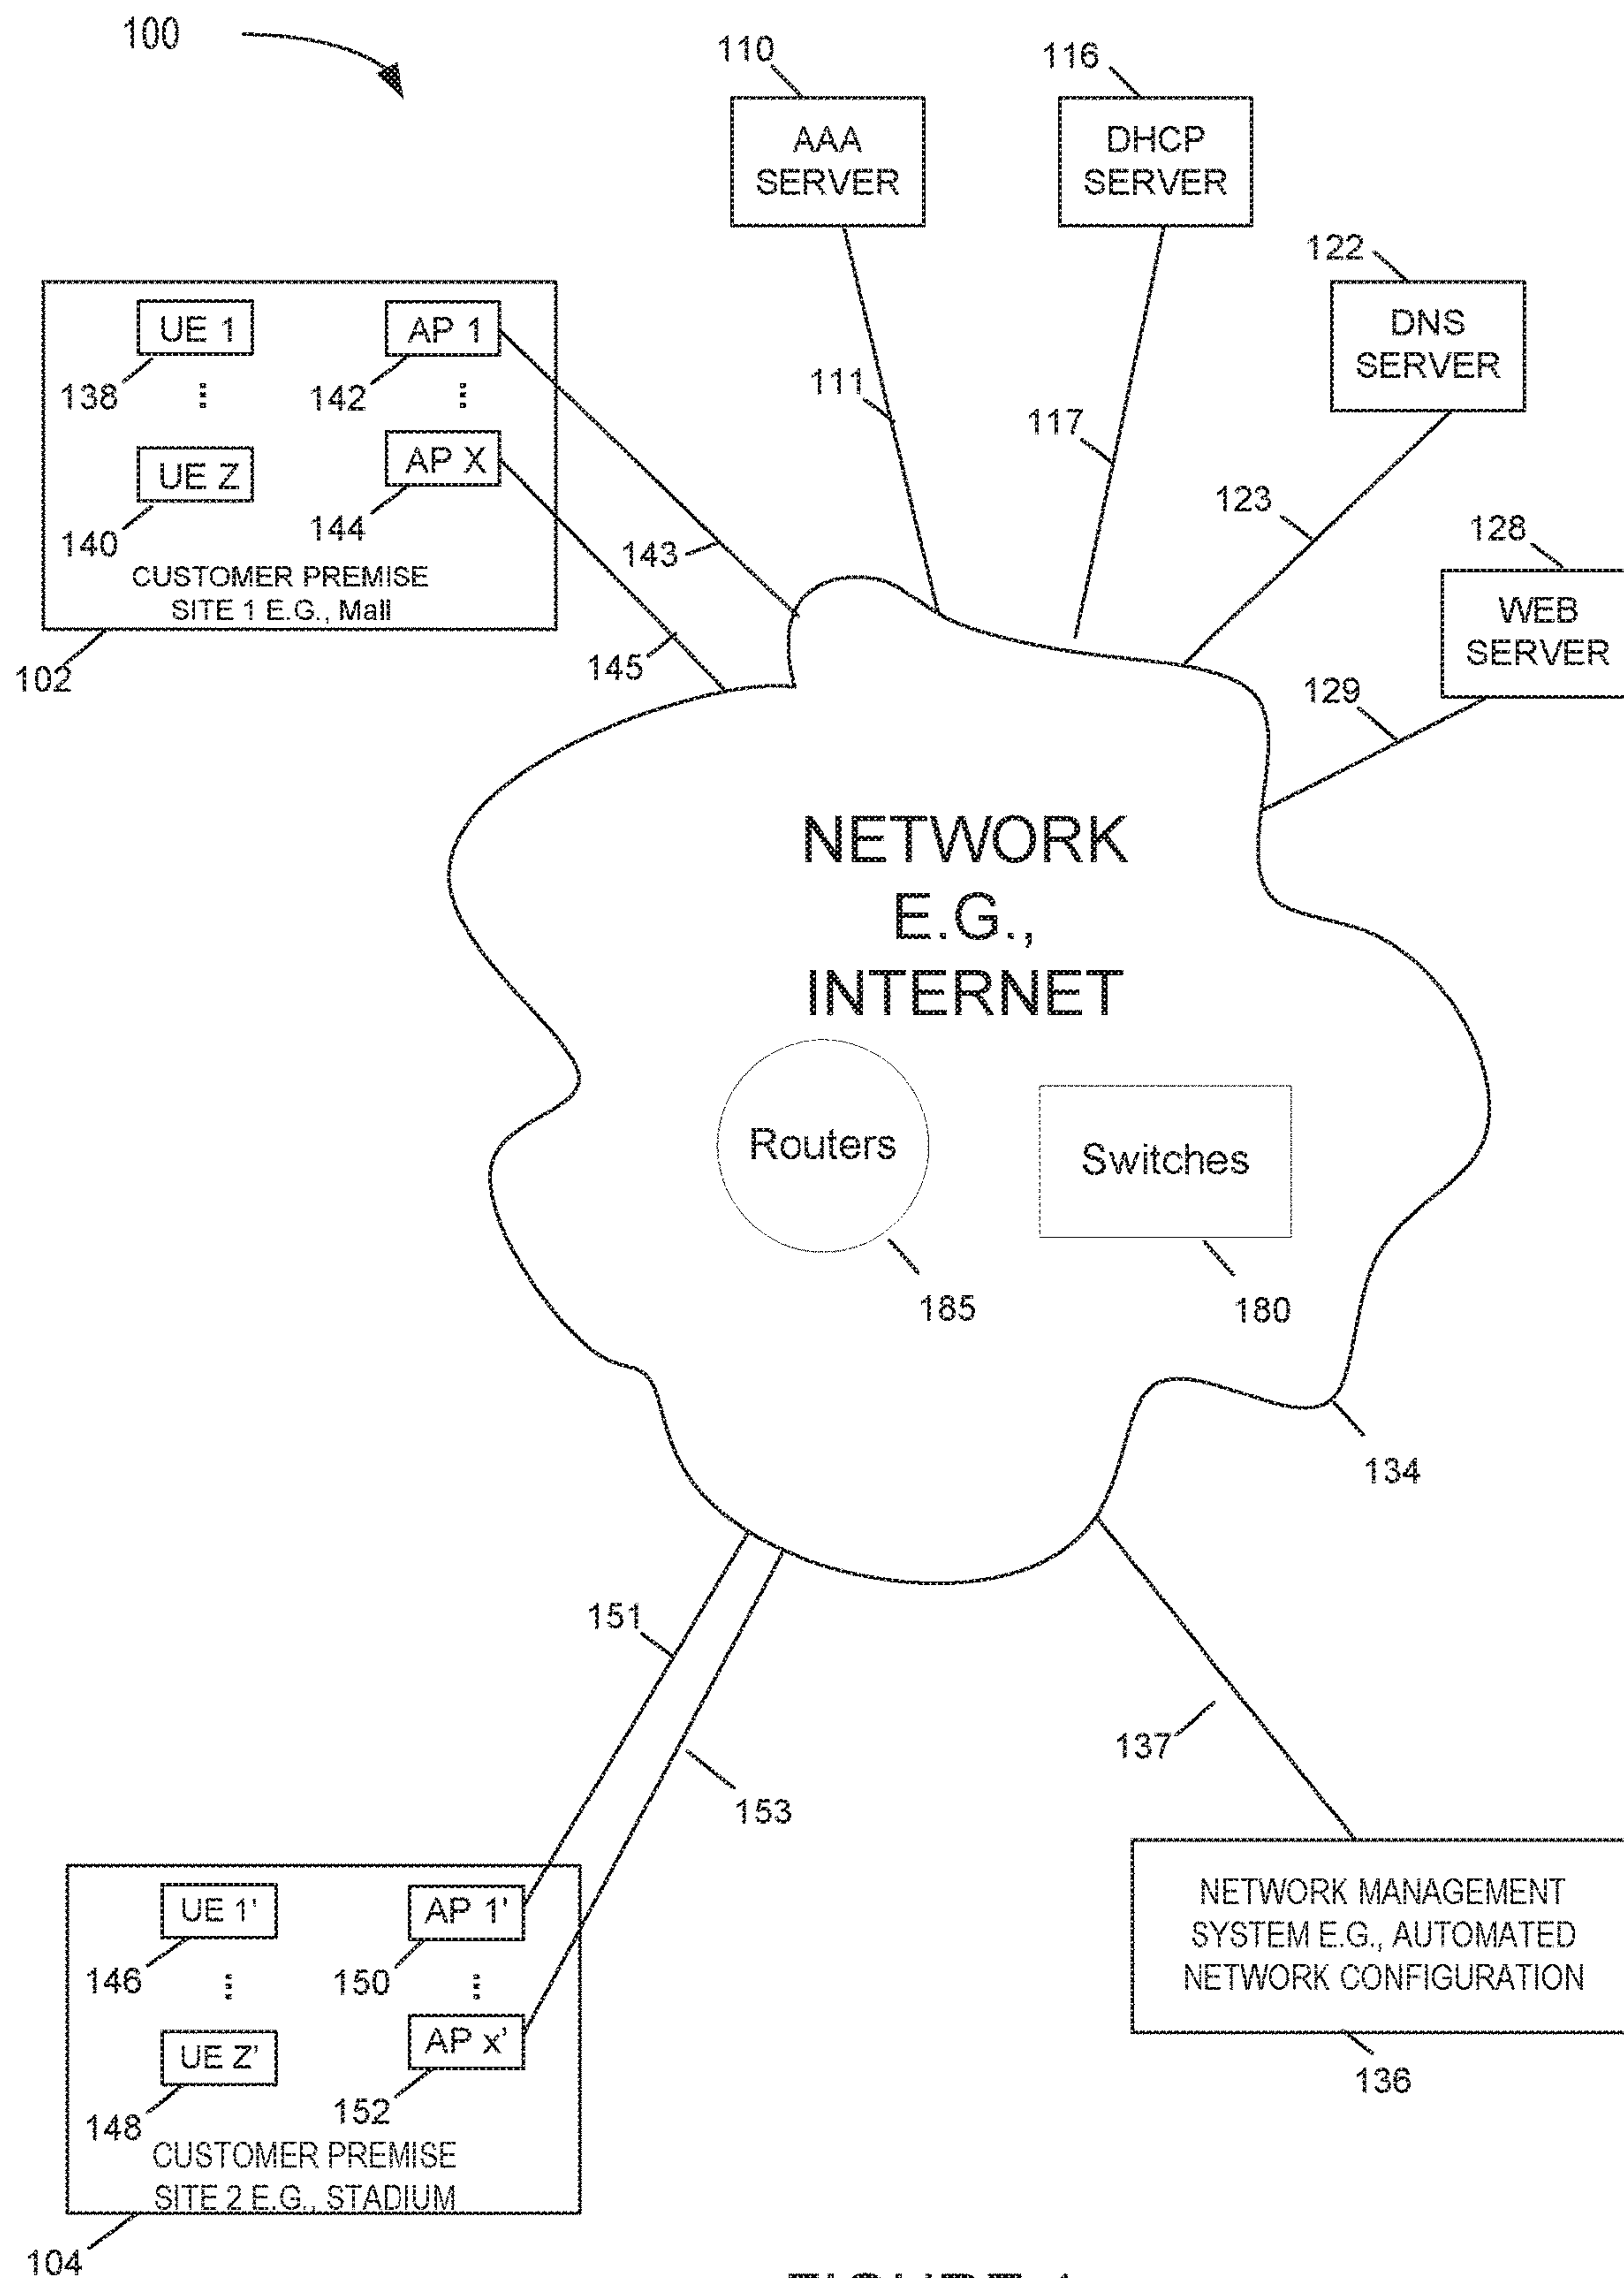 100
110
116
AAA
SERVER
DHCP
SERVER
122
DNS
SERVER
UE 1
AP 1
138
142
⋮
⋮
UE Z
AP X
140
144
CUSTOMER PREMISE
SITE 1 E.G., Mall
102
111
117
123
128
WEB
SERVER
129
143
145
NETWORK
E.G.,
INTERNET
Routers
Switches
185
180
134
151
153
137
UE 1'
AP 1'
146
150
⋮
⋮
UE Z'
AP x'
148
152
CUSTOMER PREMISE
SITE 2 E.G., STADIUM
104
NETWORK MANAGEMENT
SYSTEM E.G., AUTOMATED
NETWORK CONFIGURATION
136